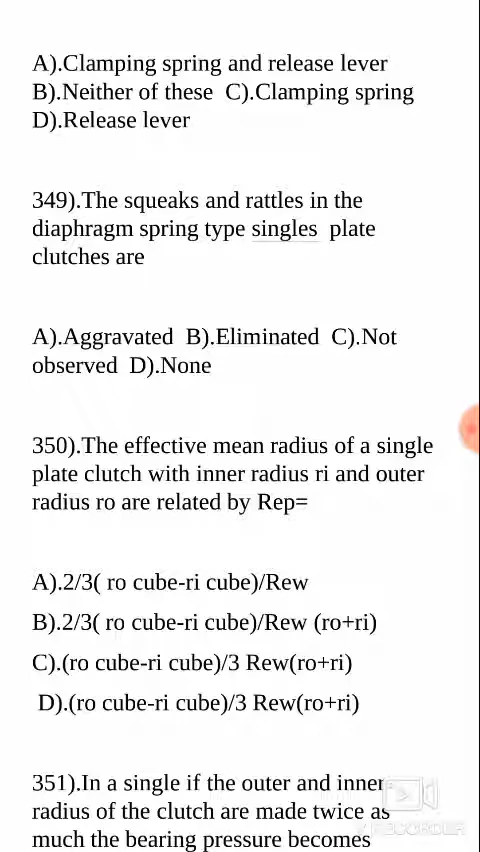 A).Clamping spring and release lever
B).Neither of these  C).Clamping spring
D).Release lever
349).The squeaks and rattles in the
diaphragm spring type singles  plate
clutches are
A).Aggravated  B).Eliminated  C).Not
observed  D).None
350).The effective mean radius of a single
plate clutch with inner radius ri and outer
radius ro are related by Rep=
A).2/3( ro cube-ri cube)/Rew
B).2/3( ro cube-ri cube)/Rew (ro+ri)
C).(ro cube-ri cube)/3 Rew(ro+ri)
D).(ro cube-ri cube)/3 Rew(ro+ri)
351).In a single if the outer and inner
radius of the clutch are made twice as
much the bearing pressure becomes
RECORDER